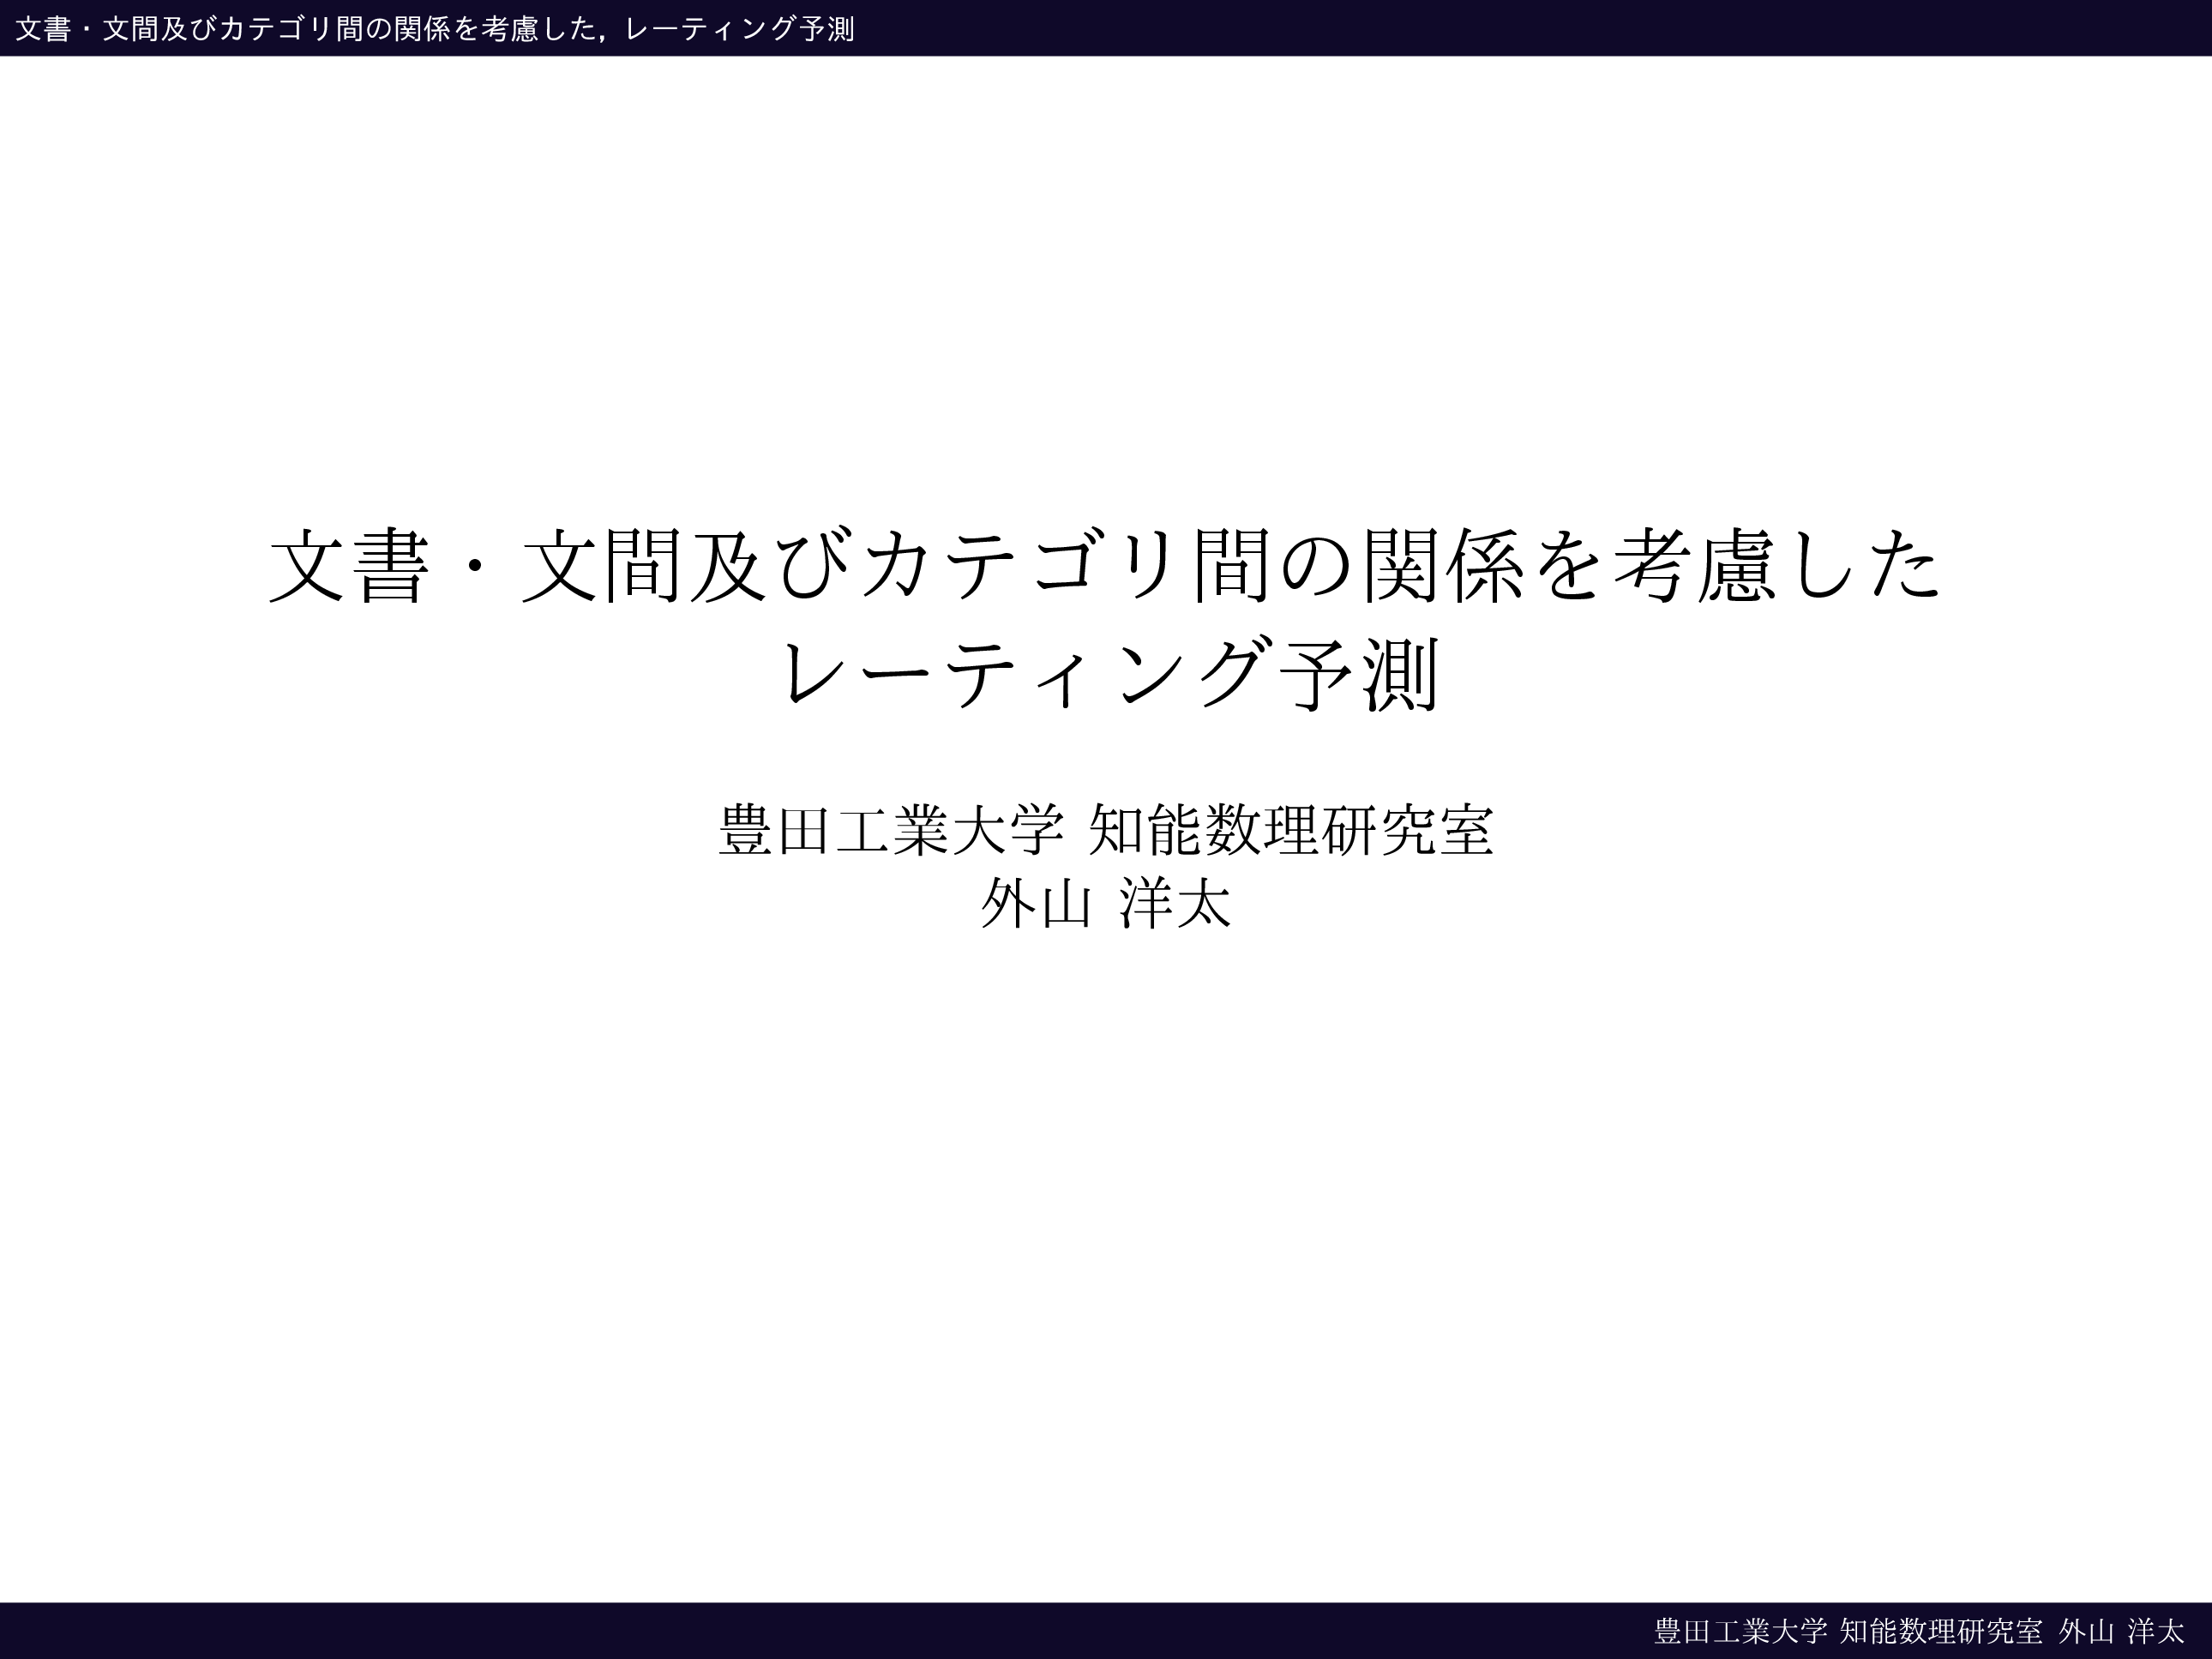 文書・文間及びカテゴリ間の関係を考慮した，レーティング予測
文書・文間及びカテゴリ間の関係を考慮した
レーティング予測
豊田工業大学 知能数理研究室
外山 洋太
豊田工業大学 知能数理研究室 外山 洋太